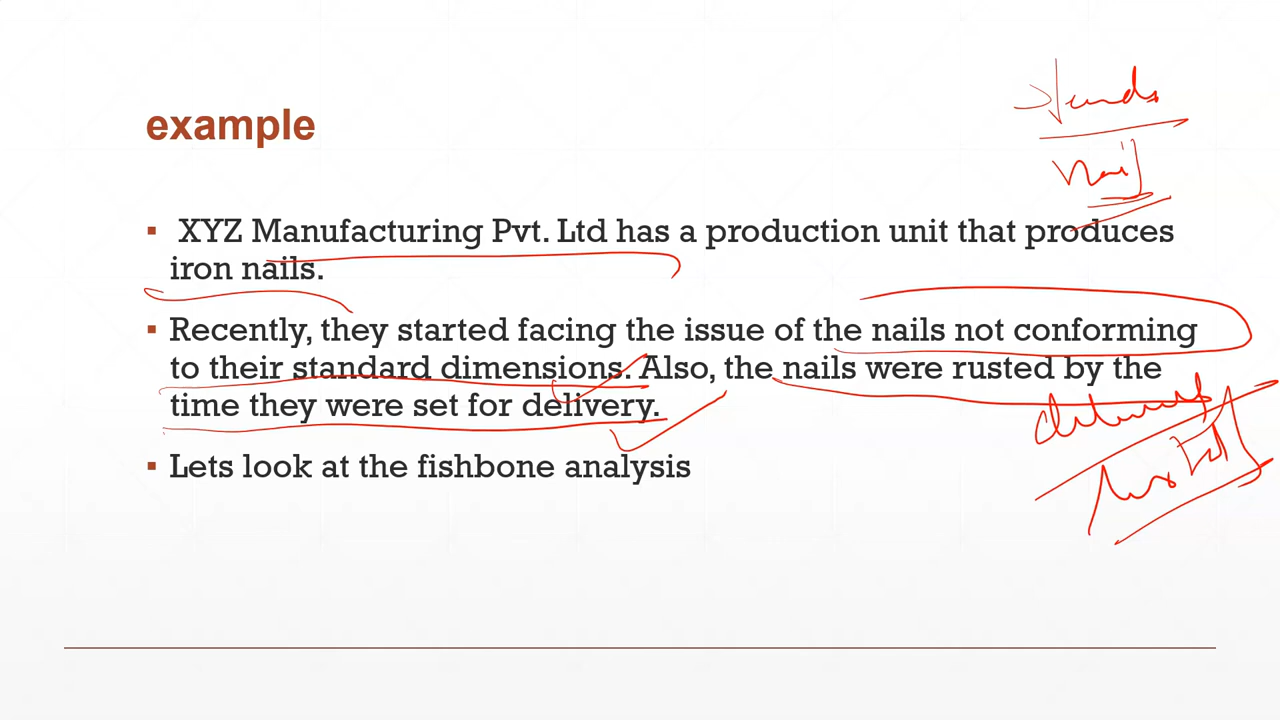 example
▪ XYZ Manufacturing Pvt. Ltd has a production unit that produces
iron nails.
▪ Recently, they started facing the issue of the nails not conforming
to their standard dimensions. Also, the nails were rusted by the
time they were set for delivery.
▪ Lets look at the fishbone analysis